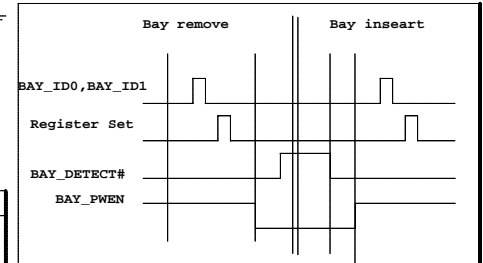 Bay remove Bay inseart
BAY_ID0,BAY_ID1
Register Set
BAY_DETECT#
BAY_PWEN